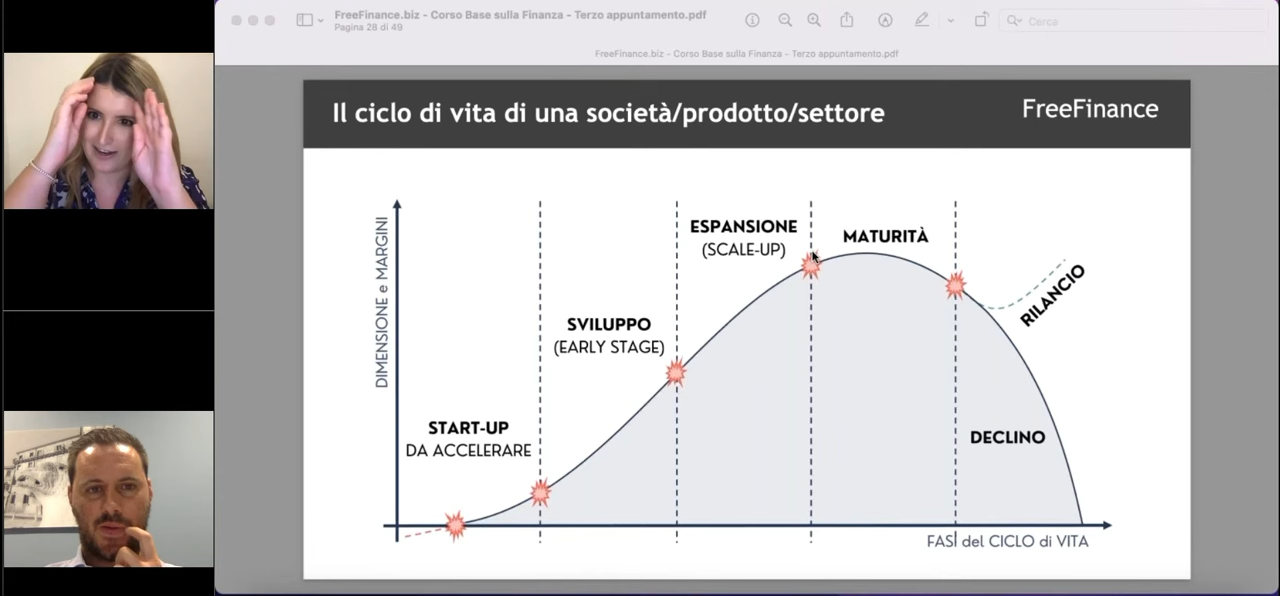 FreeFinance.biz - Corso Base sulla Finanza - Terzo appuntamento.pdf
Pagina 28 di 49
Cerca
FreeFinance.biz - Corso Base sulla Finanza - Terzo appuntamento.pdf
Il ciclo di vita di una società/prodotto/settore
FreeFinance
DIMENSIONE e MARGINI
START-UP
DA ACCELERARE
SVILUPPO
(EARLY STAGE)
ESPANSIONE
(SCALE-UP)
MATURITÀ
RILANCIO
DECLINO
FASI del CICLO di VITA